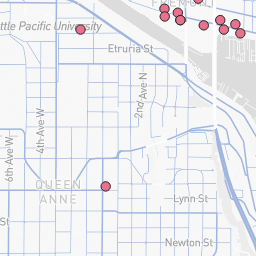 ttle Pacific University
Etruria St
2nd Ave N
4th Ave W
6th Ave W
QUEEN
ANNE
Lynn St
St
Newton St